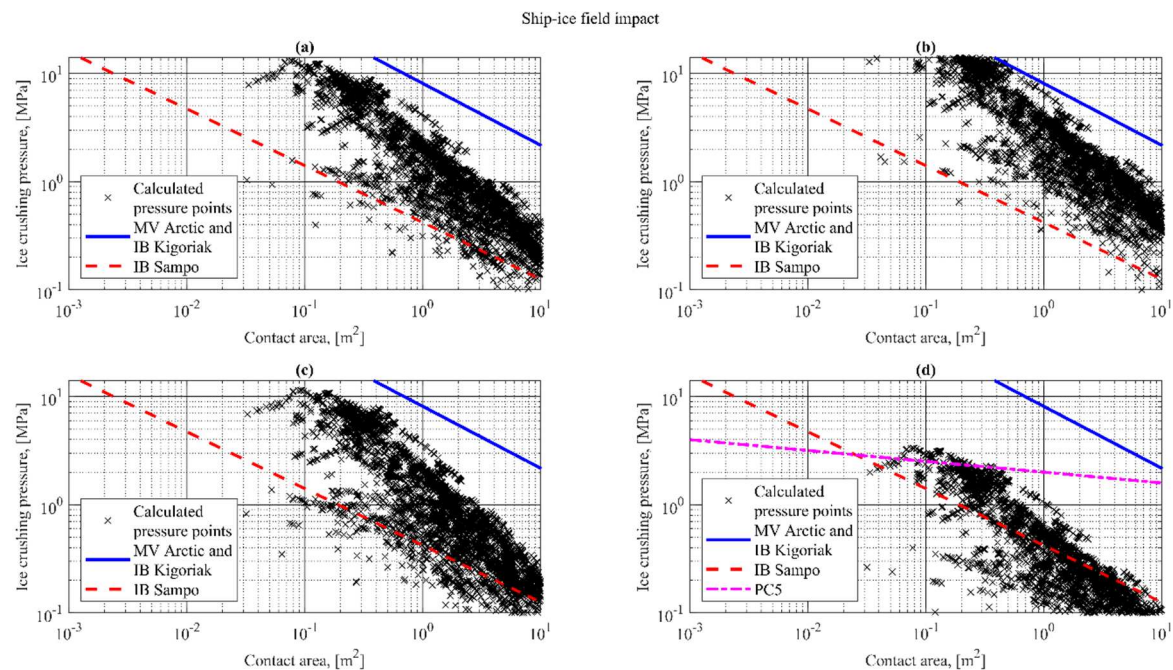 Ship-ice field impact
(a)
Ice crushing pressure, [MPa]
10^1
10^0
10^-1
10^-3
10^-2
10^-1
10^0
10^1
Contact area, [m^2]
Calculated
pressure points
MV Arctic and
IB Kigoriak
IB Sampo
(b)
Ice crushing pressure, [MPa]
10^1
10^0
10^-1
10^-3
10^-2
10^-1
10^0
10^1
Contact area, [m^2]
Calculated
pressure points
MV Arctic and
IB Kigoriak
IB Sampo
(c)
Ice crushing pressure, [MPa]
10^1
10^0
10^-1
10^-3
10^-2
10^-1
10^0
10^1
Contact area, [m^2]
Calculated
pressure points
MV Arctic and
IB Kigoriak
IB Sampo
(d)
Ice crushing pressure, [MPa]
10^1
10^0
10^-1
10^-3
10^-2
10^-1
10^0
10^1
Contact area, [m^2]
Calculated
pressure points
MV Arctic and
IB Kigoriak
IB Sampo
PC5